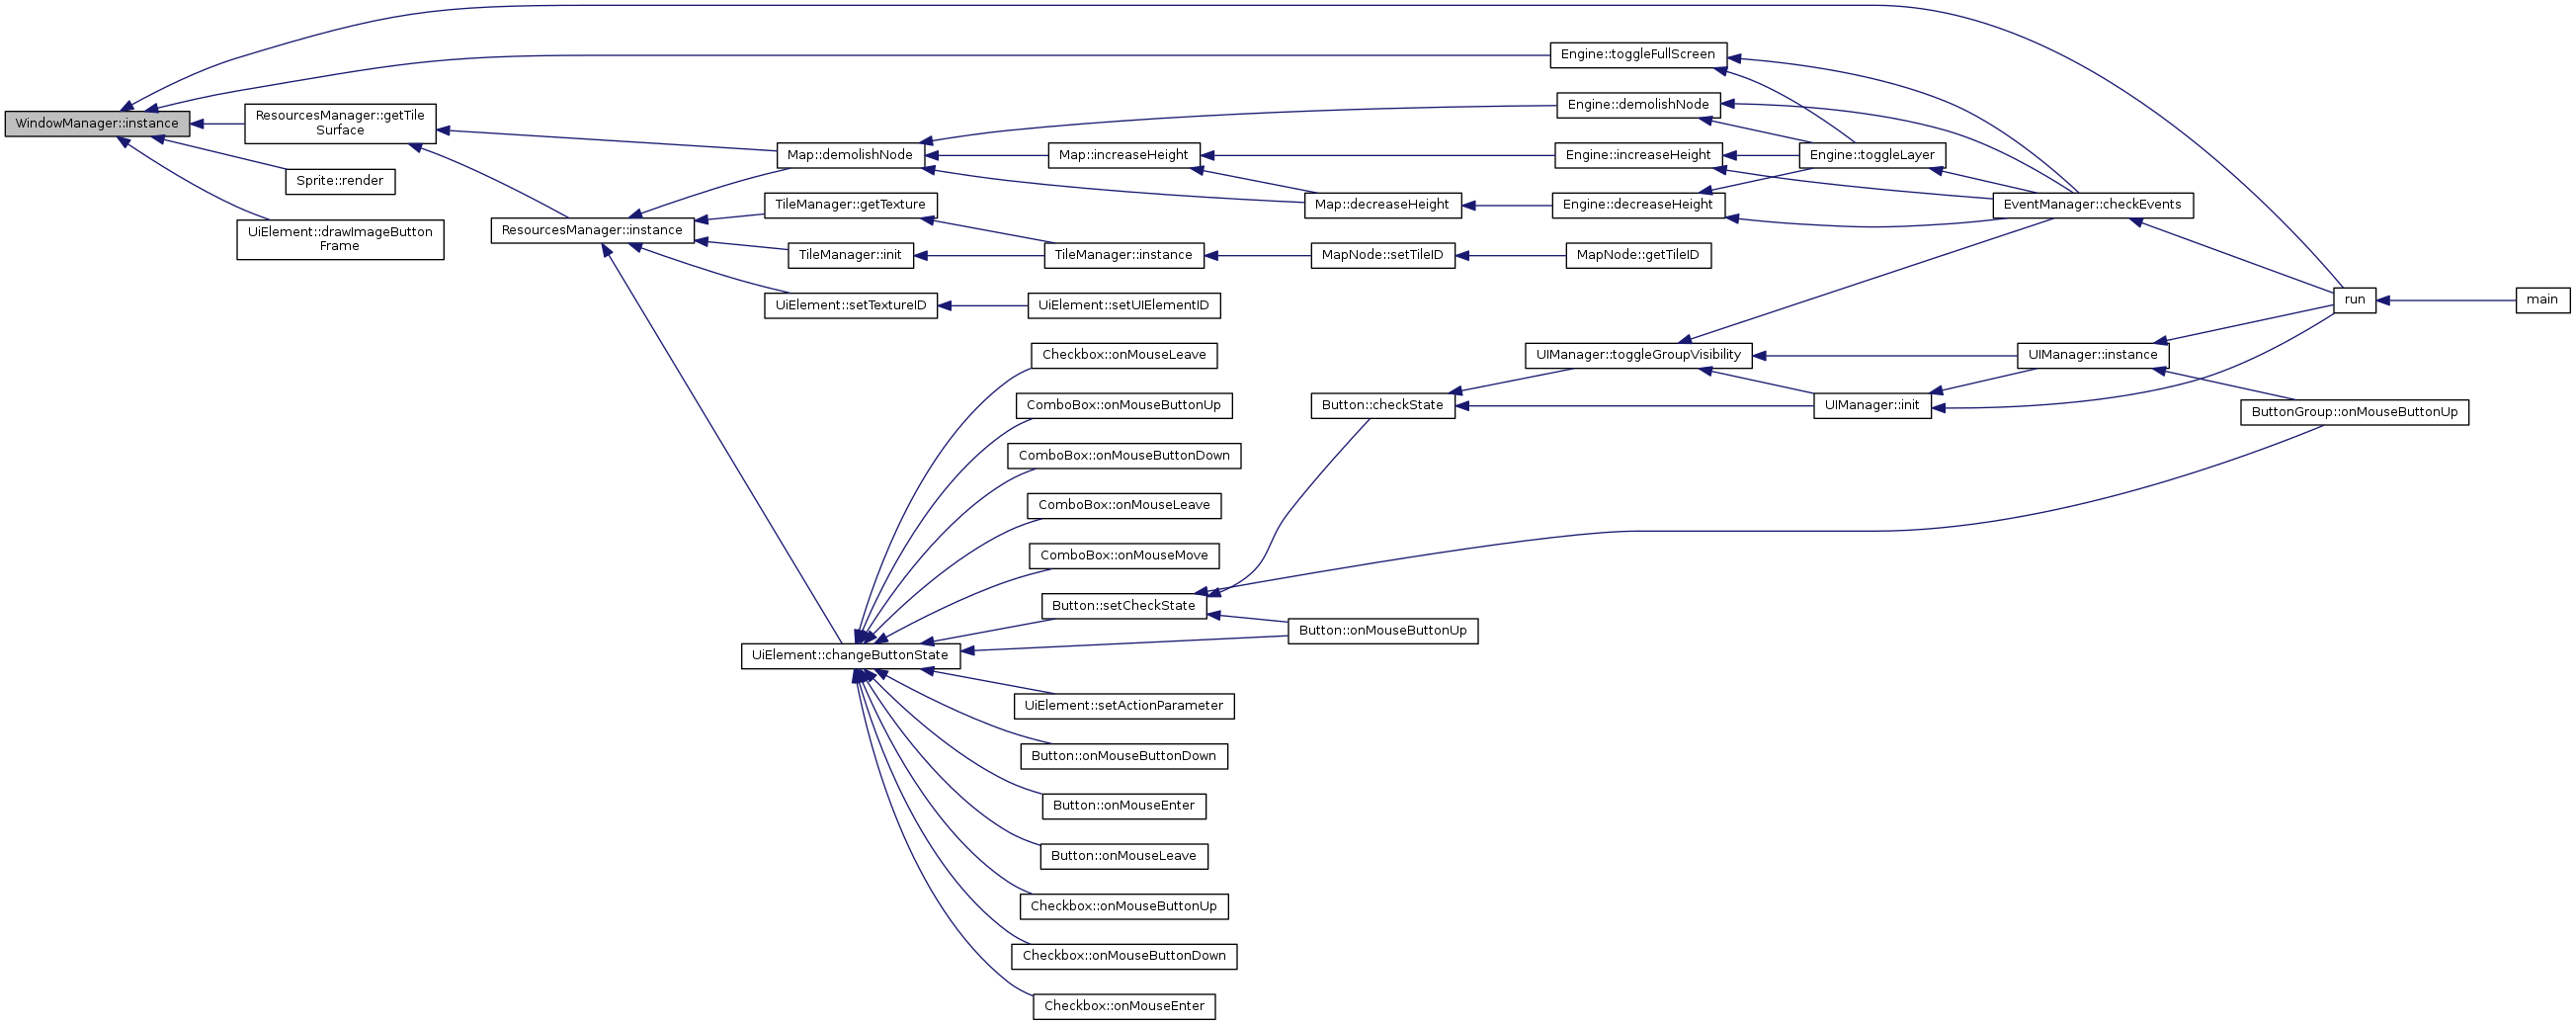 WindowManager::instance
ResourcesManager::getTile
Surface
Sprite::render
UiElement::drawImageButton
Frame
ResourcesManager::instance
Map::demolishNode
TileManager::getTexture
TileManager::init
UiElement::setTextureID
UiElement::changeButtonState
Map::increaseHeight
TileManager::instance
UiElement::setUIElementID
Checkbox::onMouseLeave
ComboBox::onMouseButtonUp
ComboBox::onMouseButtonDown
ComboBox::onMouseLeave
ComboBox::onMouseMove
Button::setCheckState
UiElement::setActionParameter
Button::onMouseButtonDown
Button::onMouseEnter
Button::onMouseLeave
Checkbox::onMouseButtonUp
Checkbox::onMouseButtonDown
Checkbox::onMouseEnter
Map::decreaseHeight
MapNode::setTileID
Button::checkState
Button::onMouseButtonUp
Engine::toggleFullScreen
Engine::demolishNode
Engine::increaseHeight
Engine::decreaseHeight
MapNode::getTileID
UIManager::toggleGroupVisibility
Engine::toggleLayer
UIManager::init
EventManager::checkEvents
UIManager::instance
run
ButtonGroup::onMouseButtonUp
main